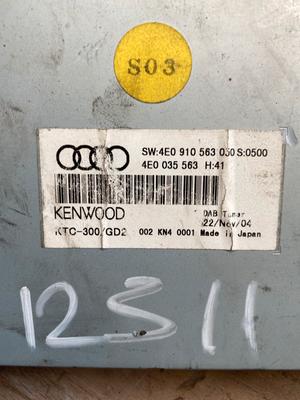 S03
SW:4E0 910 563 030 S:0500
4E0 035 563 H:41
KENWOOD
DAB Tuner
KTC-300/GD2
22/Nov/04
002 KN4 0001 Made in Japan
12311